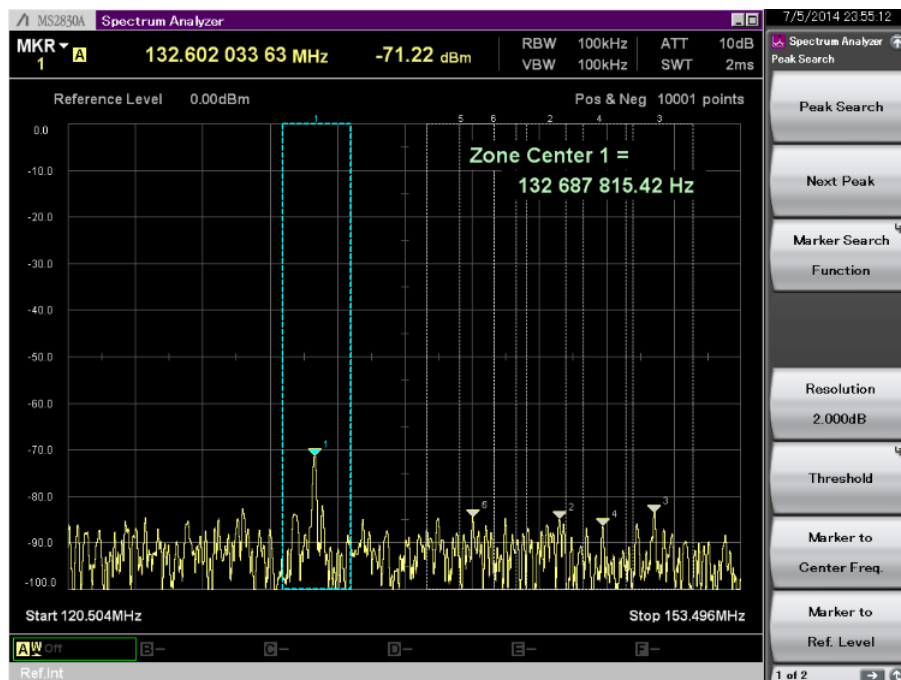 MS2830A Spectrum Analyzer
7/5/2014 23:55:12
MKR 1 A 132.602 033 63 MHz -71.22 dBm
RBW 100kHz ATT 10dB
VBW 100kHz SWT 2ms
Spectrum Analyzer
Peak Search
Reference Level 0.00dBm Pos & Neg 10001 points
1 5 6 2 4 3
Zone Center 1 =
132 687 815.42 Hz
0.0
-10.0
-20.0
-30.0
-40.0
-50.0
-60.0
-70.0
-80.0
-90.0
-100.0
1
2 3
4
Start 120.504MHz Stop 153.496MHz
A W Off B- C- D- E- F-
Ref.Int
Peak Search
Next Peak
Marker Search
Function
Resolution
2.000dB
Threshold
Marker to
Center Freq.
Marker to
Ref. Level
1 of 2